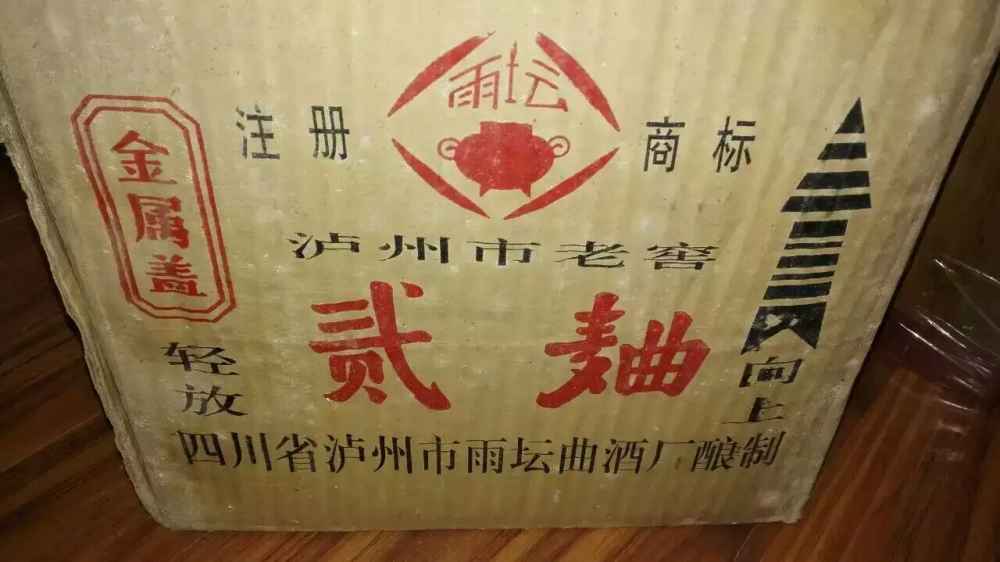 雨坛
注册 商标
金属盖
泸州市老窖
贰麯
轻放
向上
四川省泸州市雨坛曲酒厂酿制